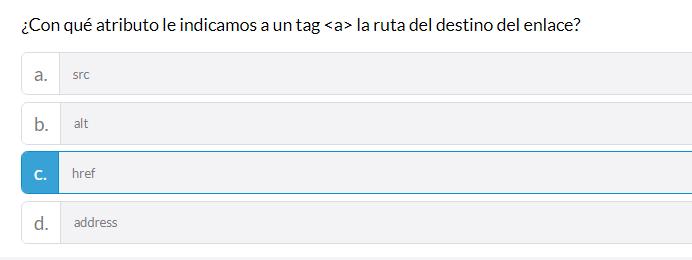 ¿Con qué atributo le indicamos a un tag <a> la ruta del destino del enlace?
a. src
b. alt
c. href
d. address